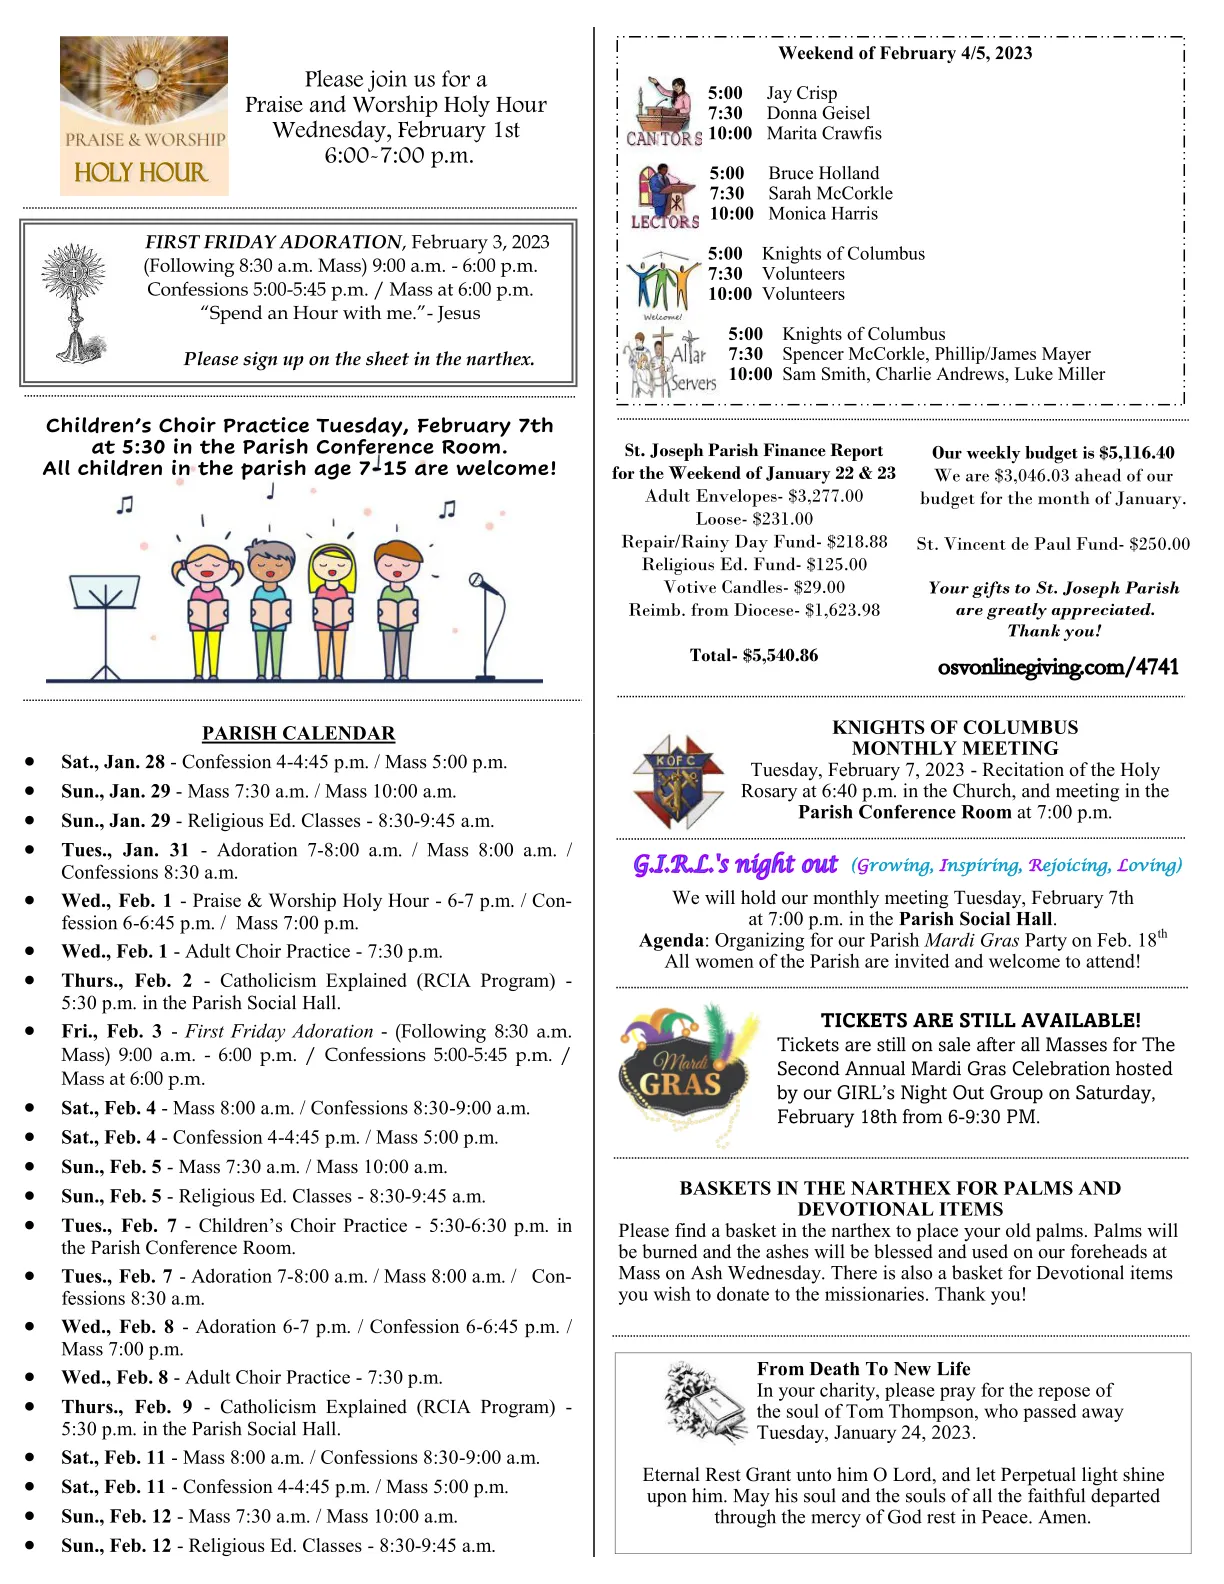 PRAISE & WORSHIP
HOLY HOUR
Please join us for a
Praise and Worship Holy Hour
Wednesday, February 1st
6:00-7:00 p.m.
FIRST FRIDAY ADORATION, February 3, 2023
(Following 8:30 a.m. Mass) 9:00 a.m. - 6:00 p.m.
Confessions 5:00-5:45 p.m. / Mass at 6:00 p.m.
“Spend an Hour with me.”- Jesus
Please sign up on the sheet in the narthex.
Children’s Choir Practice Tuesday, February 7th
at 5:30 in the Parish Conference Room.
All children in the parish age 7-15 are welcome!
PARISH CALENDAR
● Sat., Jan. 28 - Confession 4-4:45 p.m. / Mass 5:00 p.m.
● Sun., Jan. 29 - Mass 7:30 a.m. / Mass 10:00 a.m.
● Sun., Jan. 29 - Religious Ed. Classes - 8:30-9:45 a.m.
● Tues., Jan. 31 - Adoration 7-8:00 a.m. / Mass 8:00 a.m. /
Confessions 8:30 a.m.
● Wed., Feb. 1 - Praise & Worship Holy Hour - 6-7 p.m. / Con-
fession 6-6:45 p.m. / Mass 7:00 p.m.
● Wed., Feb. 1 - Adult Choir Practice - 7:30 p.m.
● Thurs., Feb. 2 - Catholicism Explained (RCIA Program) -
5:30 p.m. in the Parish Social Hall.
● Fri., Feb. 3 - First Friday Adoration - (Following 8:30 a.m.
Mass) 9:00 a.m. - 6:00 p.m. / Confessions 5:00-5:45 p.m. /
Mass at 6:00 p.m.
● Sat., Feb. 4 - Mass 8:00 a.m. / Confessions 8:30-9:00 a.m.
● Sat., Feb. 4 - Confession 4-4:45 p.m. / Mass 5:00 p.m.
● Sun., Feb. 5 - Mass 7:30 a.m. / Mass 10:00 a.m.
● Sun., Feb. 5 - Religious Ed. Classes - 8:30-9:45 a.m.
● Tues., Feb. 7 - Children’s Choir Practice - 5:30-6:30 p.m. in
the Parish Conference Room.
● Tues., Feb. 7 - Adoration 7-8:00 a.m. / Mass 8:00 a.m. / Con-
fessions 8:30 a.m.
● Wed., Feb. 8 - Adoration 6-7 p.m. / Confession 6-6:45 p.m. /
Mass 7:00 p.m.
● Wed., Feb. 8 - Adult Choir Practice - 7:30 p.m.
● Thurs., Feb. 9 - Catholicism Explained (RCIA Program) -
5:30 p.m. in the Parish Social Hall.
● Sat., Feb. 11 - Mass 8:00 a.m. / Confessions 8:30-9:00 a.m.
● Sat., Feb. 11 - Confession 4-4:45 p.m. / Mass 5:00 p.m.
● Sun., Feb. 12 - Mass 7:30 a.m. / Mass 10:00 a.m.
● Sun., Feb. 12 - Religious Ed. Classes - 8:30-9:45 a.m.
Weekend of February 4/5, 2023
CANTORS
5:00 Jay Crisp
7:30 Donna Geisel
10:00 Marita Crawfis
LECTORS
5:00 Bruce Holland
7:30 Sarah McCorkle
10:00 Monica Harris
Welcome!
5:00 Knights of Columbus
7:30 Volunteers
10:00 Volunteers
Altar
Servers
5:00 Knights of Columbus
7:30 Spencer McCorkle, Phillip/James Mayer
10:00 Sam Smith, Charlie Andrews, Luke Miller
St. Joseph Parish Finance Report
for the Weekend of January 22 & 23
Adult Envelopes- $3,277.00
Loose- $231.00
Repair/Rainy Day Fund- $218.88
Religious Ed. Fund- $125.00
Votive Candles- $29.00
Reimb. from Diocese- $1,623.98
Total- $5,540.86
Our weekly budget is $5,116.40
We are $3,046.03 ahead of our
budget for the month of January.
St. Vincent de Paul Fund- $250.00
Your gifts to St. Joseph Parish
are greatly appreciated.
Thank you!
osvonlinegiving.com/4741
K OF C
KNIGHTS OF COLUMBUS
MONTHLY MEETING
Tuesday, February 7, 2023 - Recitation of the Holy
Rosary at 6:40 p.m. in the Church, and meeting in the
Parish Conference Room at 7:00 p.m.
G.I.R.L.'s night out (Growing, Inspiring, Rejoicing, Loving)
We will hold our monthly meeting Tuesday, February 7th
at 7:00 p.m. in the Parish Social Hall.
Agenda: Organizing for our Parish Mardi Gras Party on Feb. 18th
All women of the Parish are invited and welcome to attend!
Mardi
GRAS
TICKETS ARE STILL AVAILABLE!
Tickets are still on sale after all Masses for The
Second Annual Mardi Gras Celebration hosted
by our GIRL’s Night Out Group on Saturday,
February 18th from 6-9:30 PM.
BASKETS IN THE NARTHEX FOR PALMS AND
DEVOTIONAL ITEMS
Please find a basket in the narthex to place your old palms. Palms will
be burned and the ashes will be blessed and used on our foreheads at
Mass on Ash Wednesday. There is also a basket for Devotional items
you wish to donate to the missionaries. Thank you!
From Death To New Life
In your charity, please pray for the repose of
the soul of Tom Thompson, who passed away
Tuesday, January 24, 2023.
Eternal Rest Grant unto him O Lord, and let Perpetual light shine
upon him. May his soul and the souls of all the faithful departed
through the mercy of God rest in Peace. Amen.